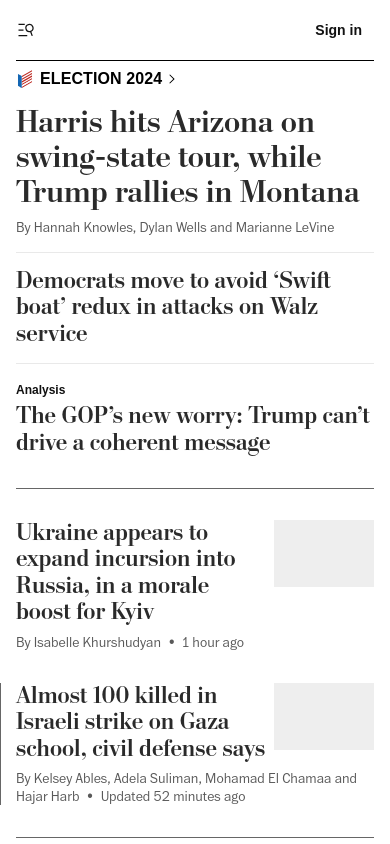 Sign in
ELECTION 2024
Harris hits Arizona on
swing-state tour, while
Trump rallies in Montana
By Hannah Knowles, Dylan Wells and Marianne LeVine
Democrats move to avoid ‘Swift
boat’ redux in attacks on Walz
service
Analysis
The GOP’s new worry: Trump can’t
drive a coherent message
Ukraine appears to
expand incursion into
Russia, in a morale
boost for Kyiv
By Isabelle Khurshudyan • 1 hour ago
Almost 100 killed in
Israeli strike on Gaza
school, civil defense says
By Kelsey Ables, Adela Suliman, Mohamad El Chamaa and
Hajar Harb • Updated 52 minutes ago